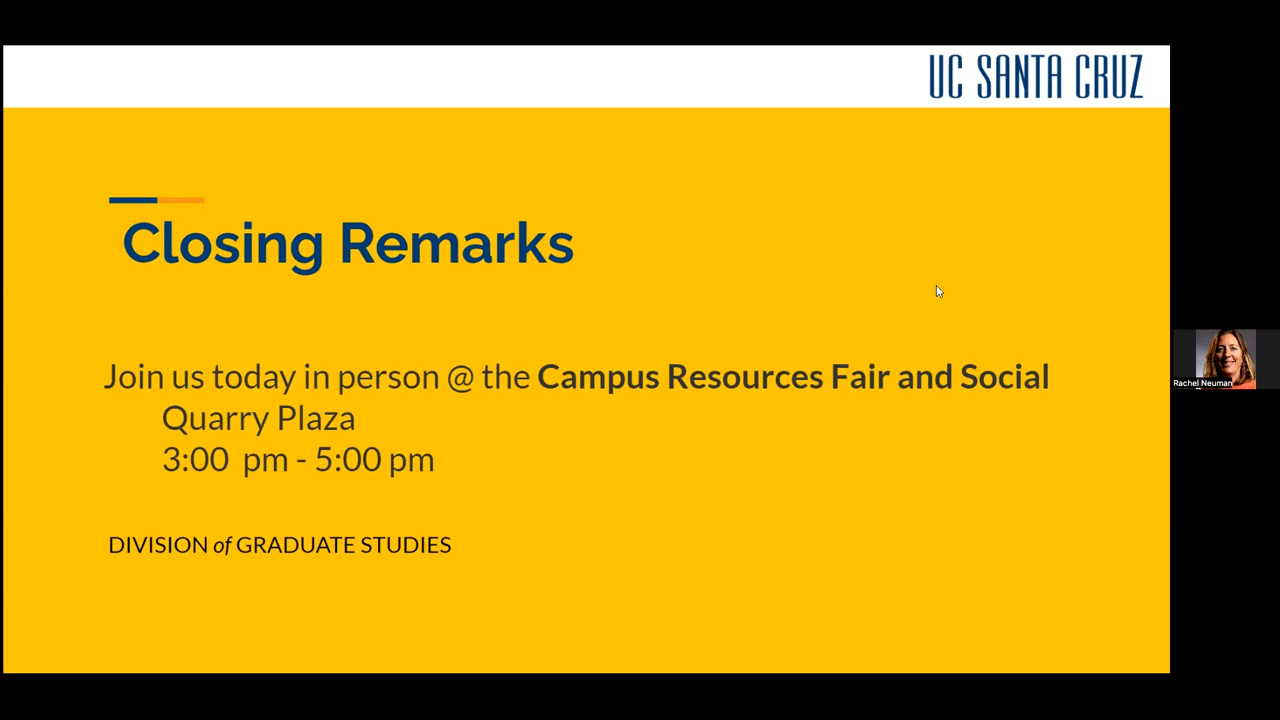 UC SANTA CRUZ
Closing Remarks
Join us today in person @ the Campus Resources Fair and Social
Quarry Plaza
3:00  pm - 5:00 pm
DIVISION of GRADUATE STUDIES
Rachel Neuman